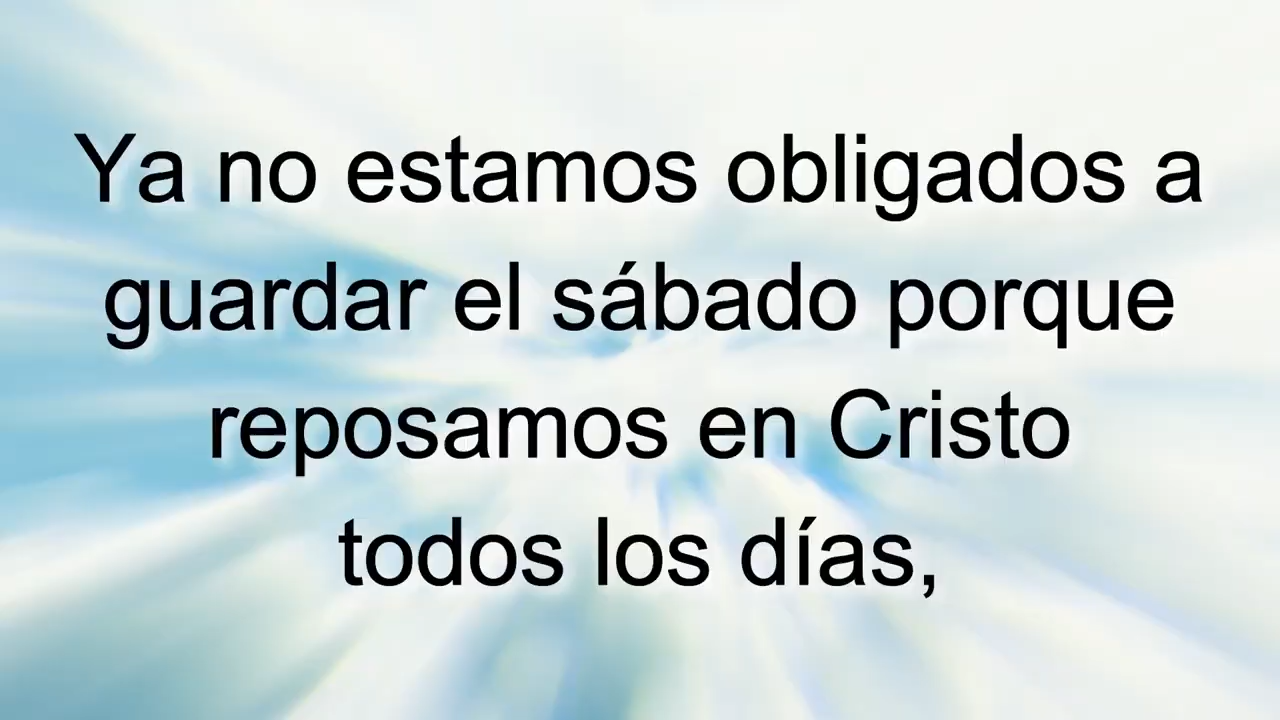 Ya no estamos obligados a
guardar el sábado porque
reposamos en Cristo
todos los días,